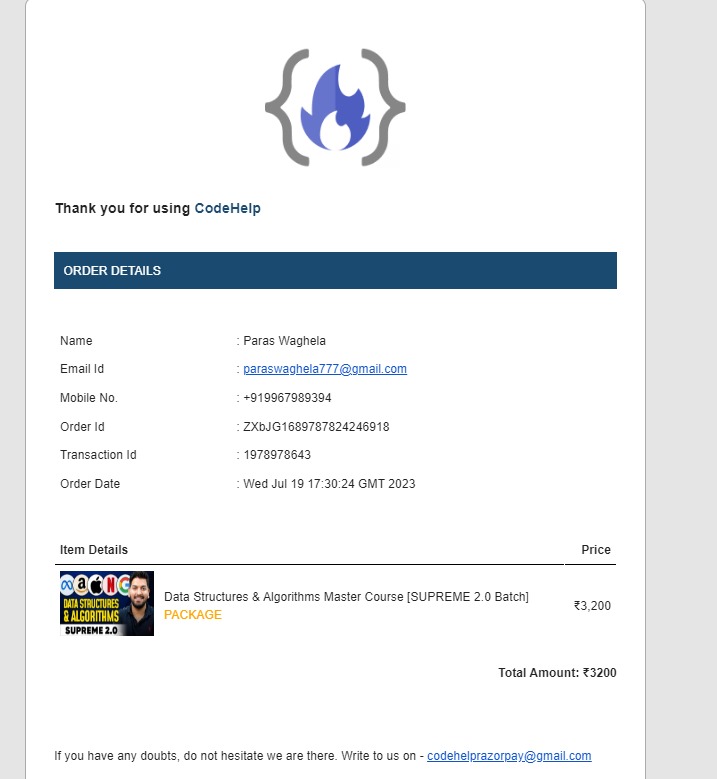 Thank you for using CodeHelp
ORDER DETAILS
Name : Paras Waghela
Email Id : paraswaghela777@gmail.com
Mobile No. : +919967989394
Order Id : ZXbJG1689787824246918
Transaction Id : 1978978643
Order Date : Wed Jul 19 17:30:24 GMT 2023
Item Details Price
DATA STRUCTURES
& ALGORITHMS
SUPREME 2.0
Data Structures & Algorithms Master Course [SUPREME 2.0 Batch]
PACKAGE
₹3,200
Total Amount: ₹3200
If you have any doubts, do not hesitate we are there. Write to us on - codehelprazorpay@gmail.com